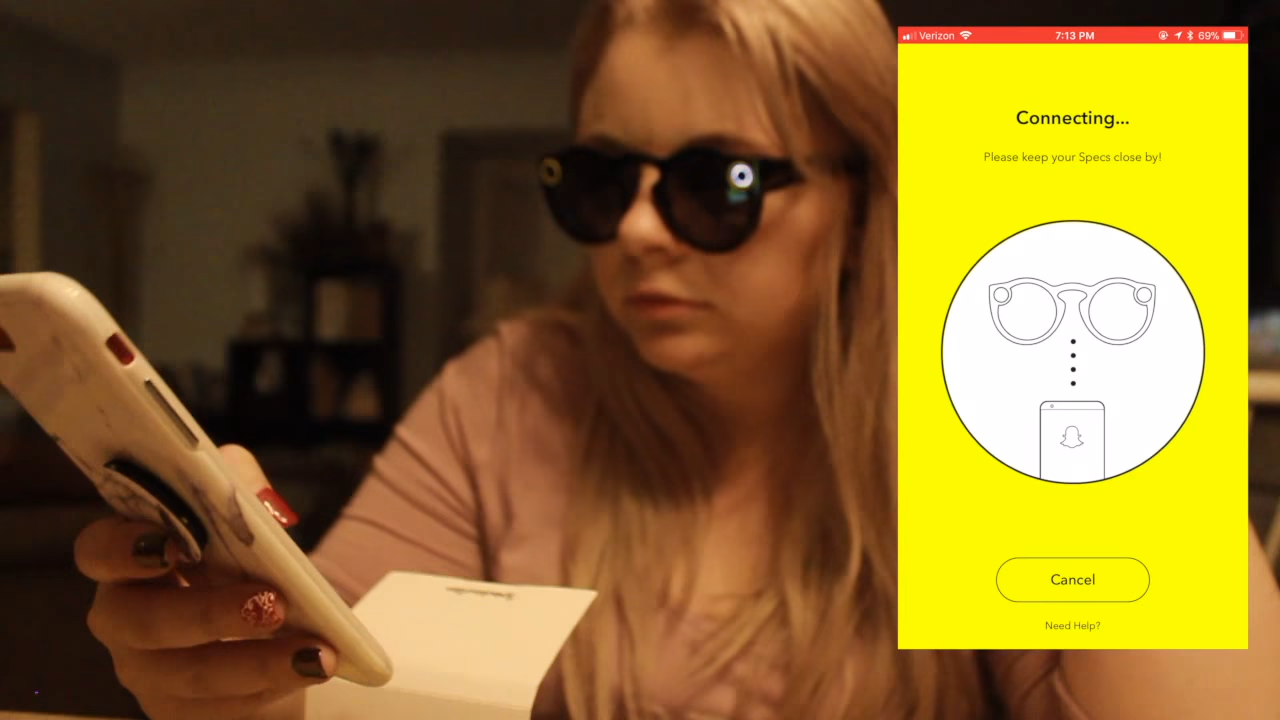 Verizon 7:13 PM 69%
Connecting...
Please keep your Specs close by!
Cancel
Need Help?